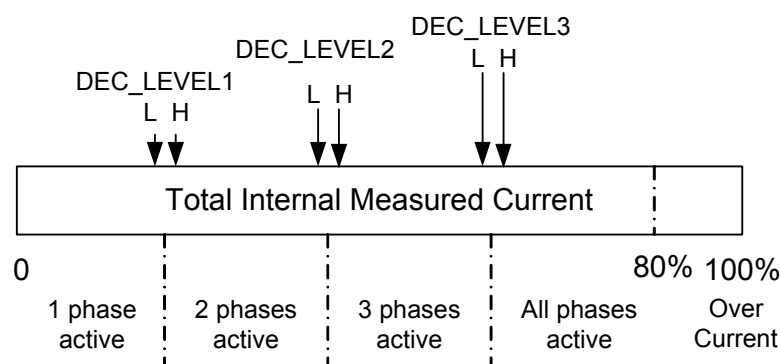 DEC_LEVEL3
L H
DEC_LEVEL2
L H
DEC_LEVEL1
L H
Total Internal Measured Current
0
80%
100%
1 phase
active
2 phases
active
3 phases
active
All phases
active
Over
Current